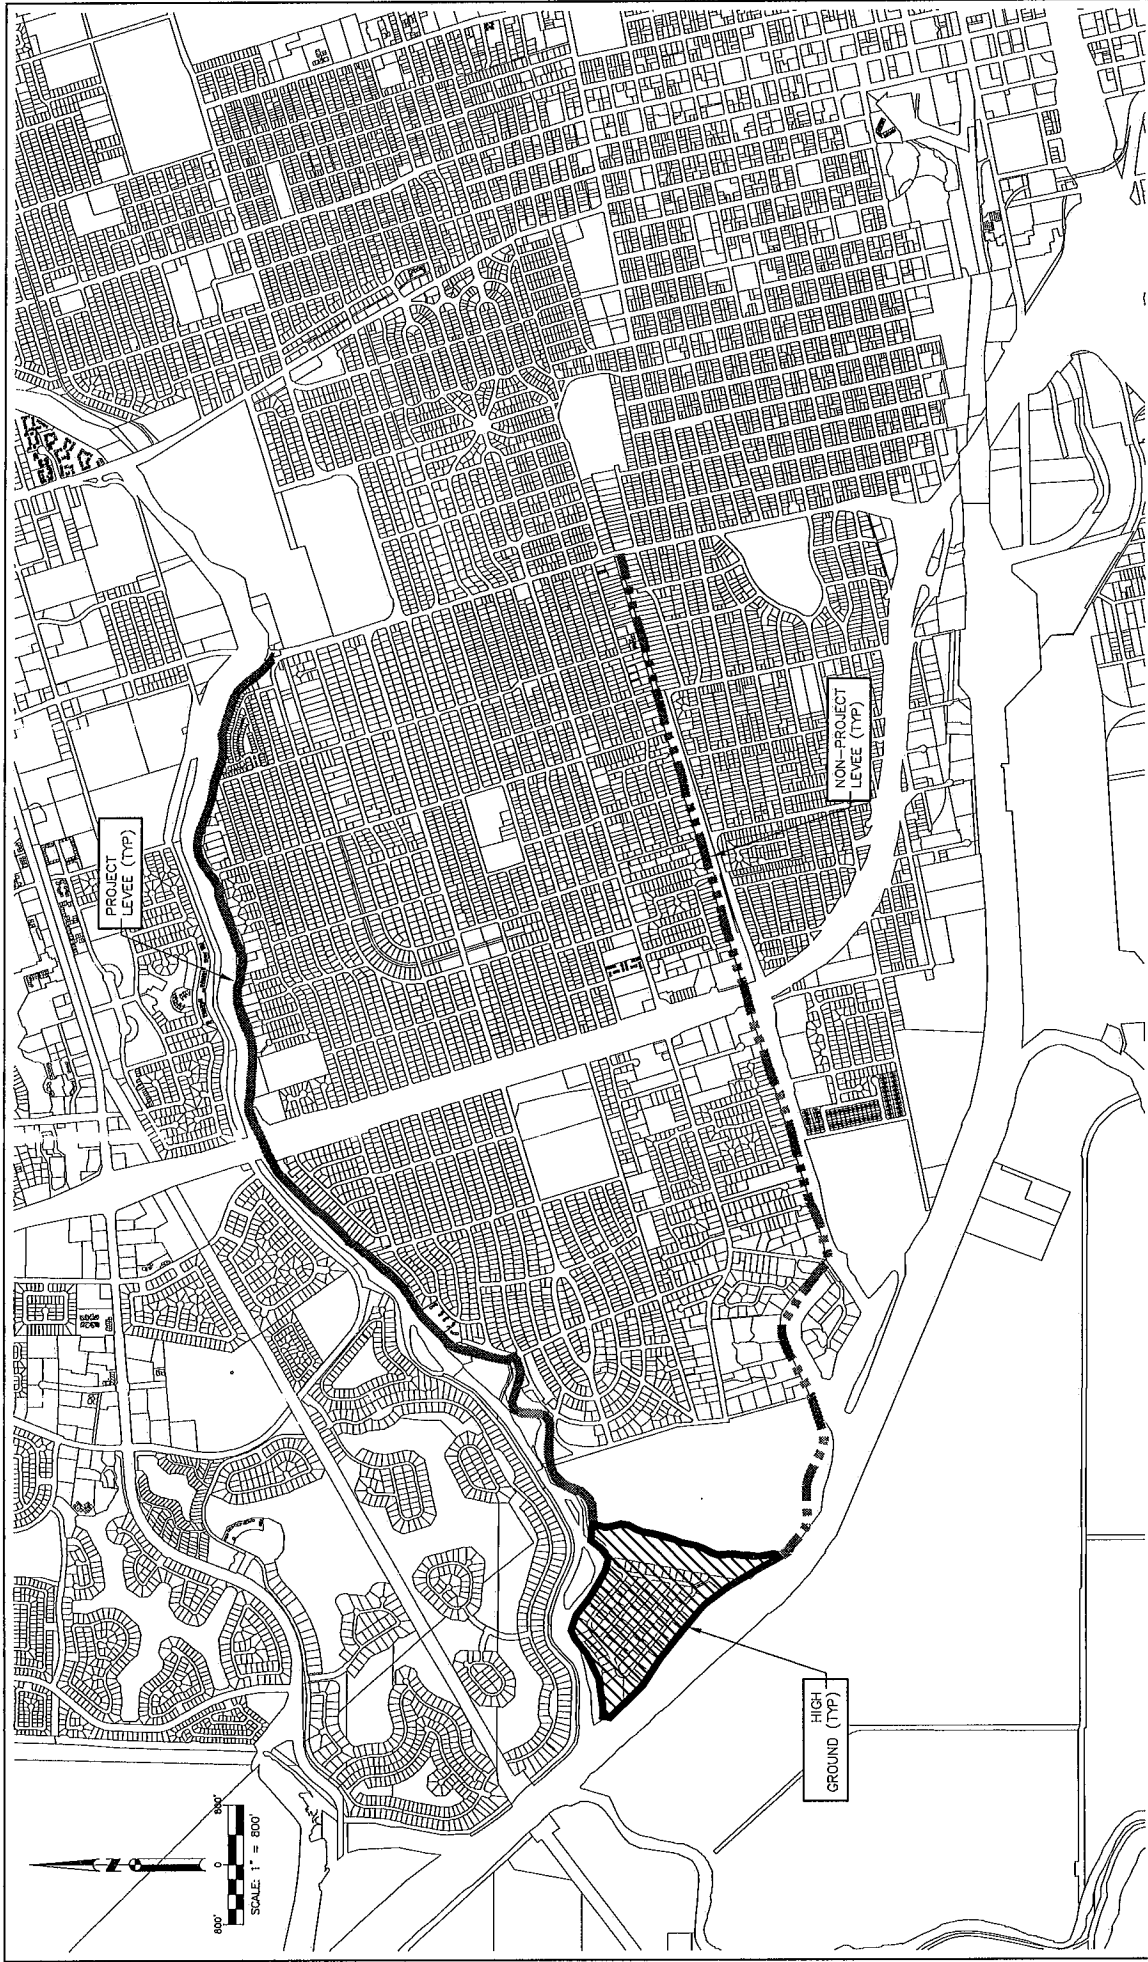 PROJECT
LEVEE (TYP)
NON-PROJECT
LEVEE (TYP)
HIGH
GROUND (TYP)
800' 0 800'
SCALE: 1" = 800'